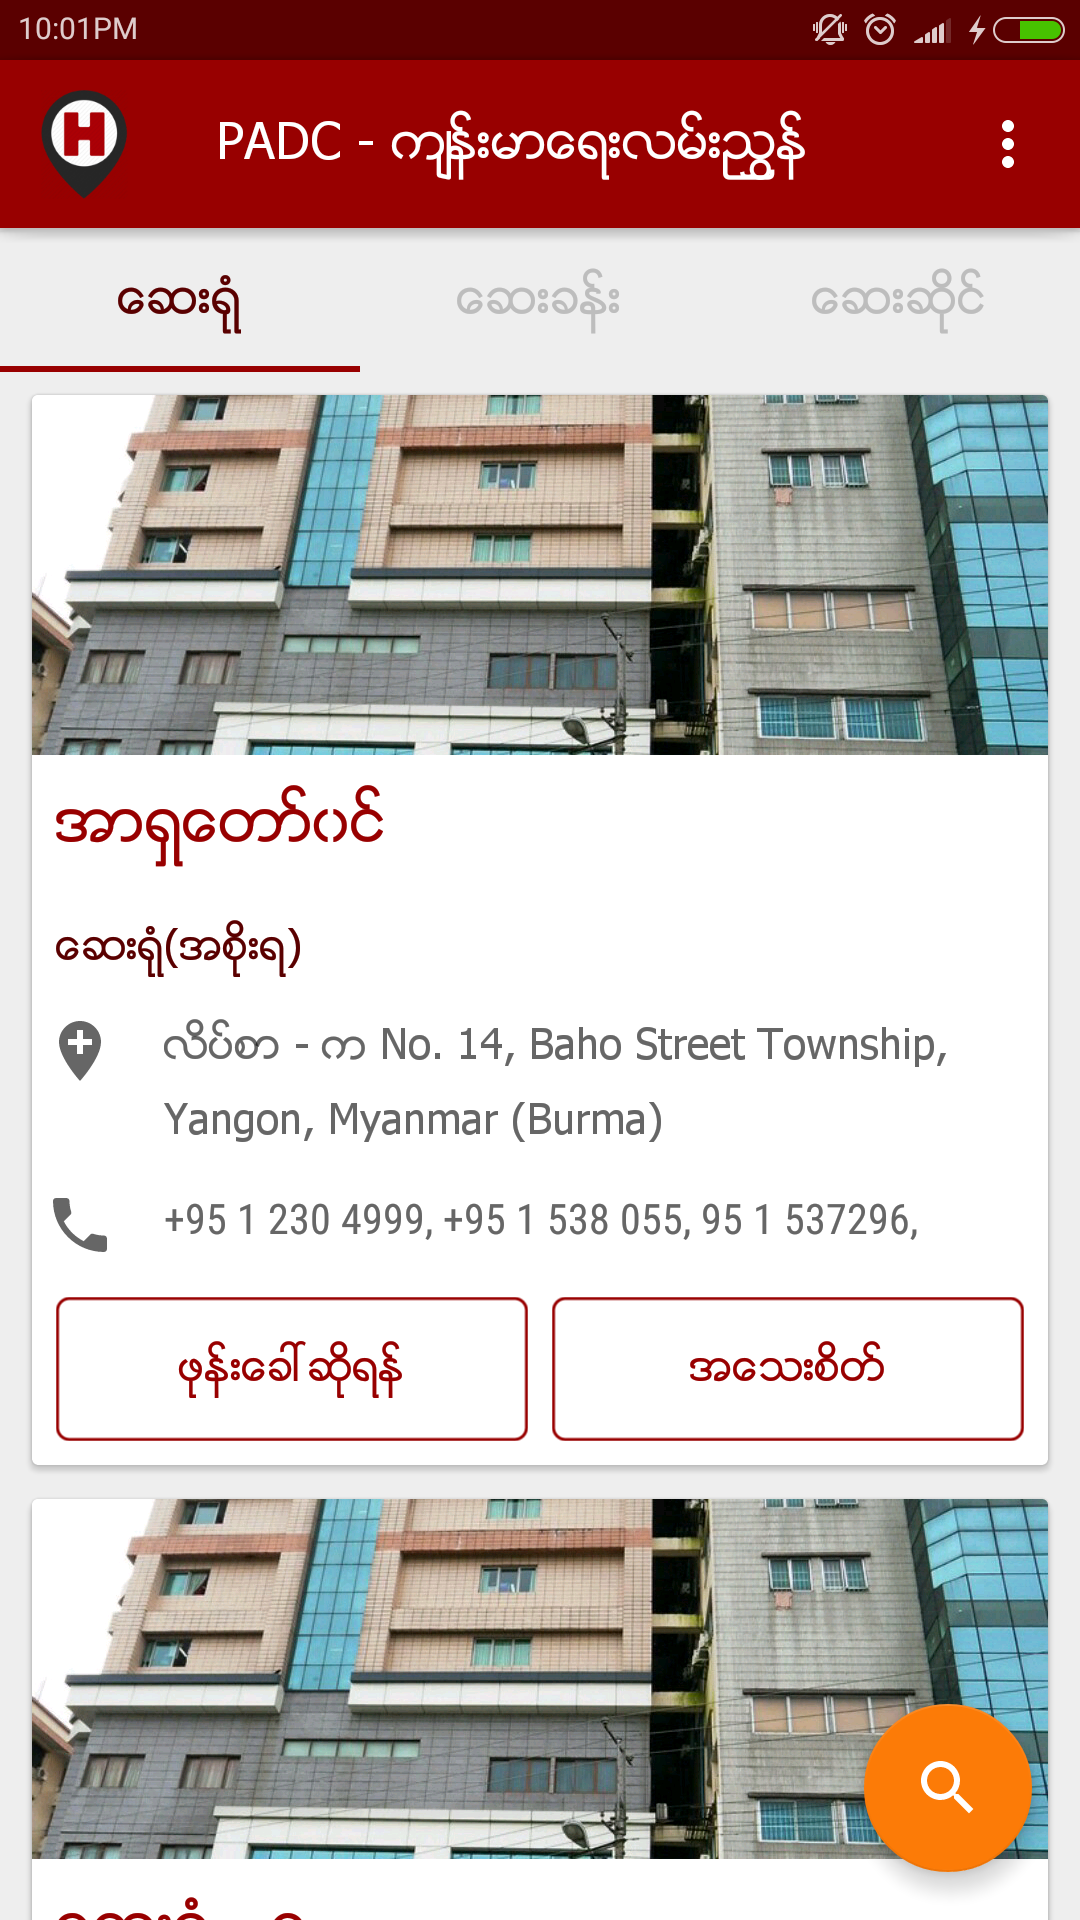 10:01PM
H
PADC - ကျန်းမာရေးလမ်းညွှန်
ဆေးရုံ
ဆေးခန်း
ဆေးဆိုင်
အာရှတော်ဝင်
ဆေးရုံ(အစိုးရ)
လိပ်စာ - က No. 14, Baho Street Township,
Yangon, Myanmar (Burma)
+95 1 230 4999, +95 1 538 055, 95 1 537296,
ဖုန်းခေါ်ဆိုရန်
အသေးစိတ်